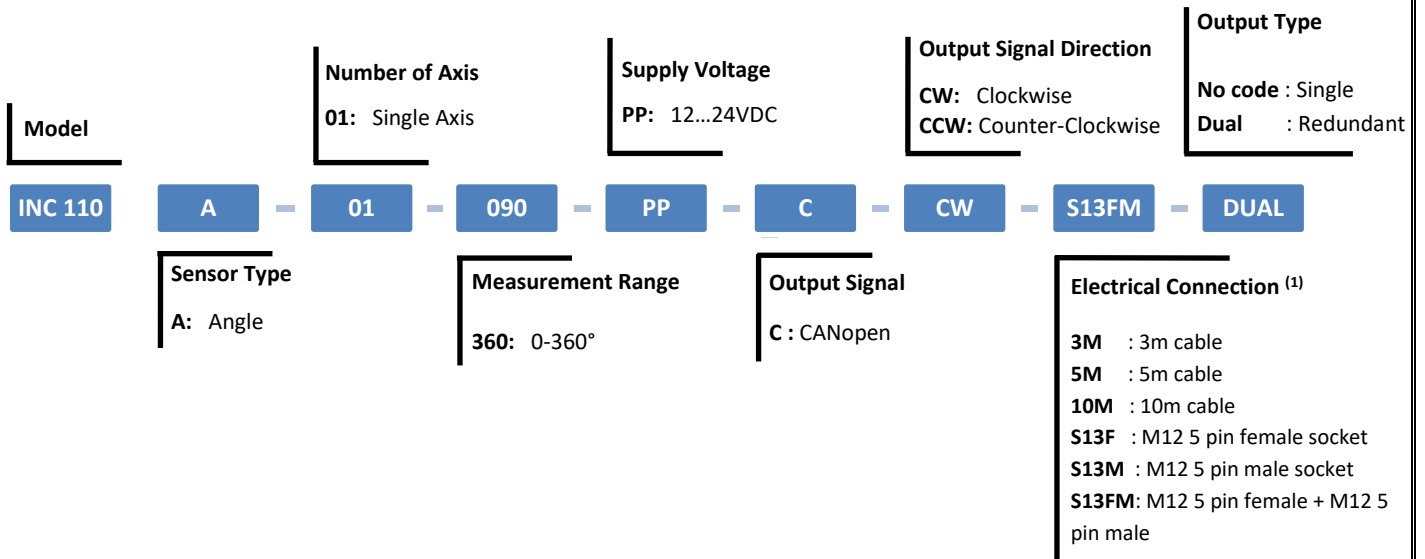 Output Type
No code : Single
Dual : Redundant
Output Signal Direction
CW: Clockwise
CCW: Counter-Clockwise
Number of Axis
01: Single Axis
Supply Voltage
PP: 12...24VDC
Model
INC 110 A - 01 - 090 - PP - C - CW - S13FM - DUAL
Sensor Type
A: Angle
Measurement Range
360: 0-360°
Output Signal
C : CANopen
Electrical Connection (1)
3M : 3m cable
5M : 5m cable
10M : 10m cable
S13F : M12 5 pin female socket
S13M : M12 5 pin male socket
S13FM: M12 5 pin female + M12 5
pin male